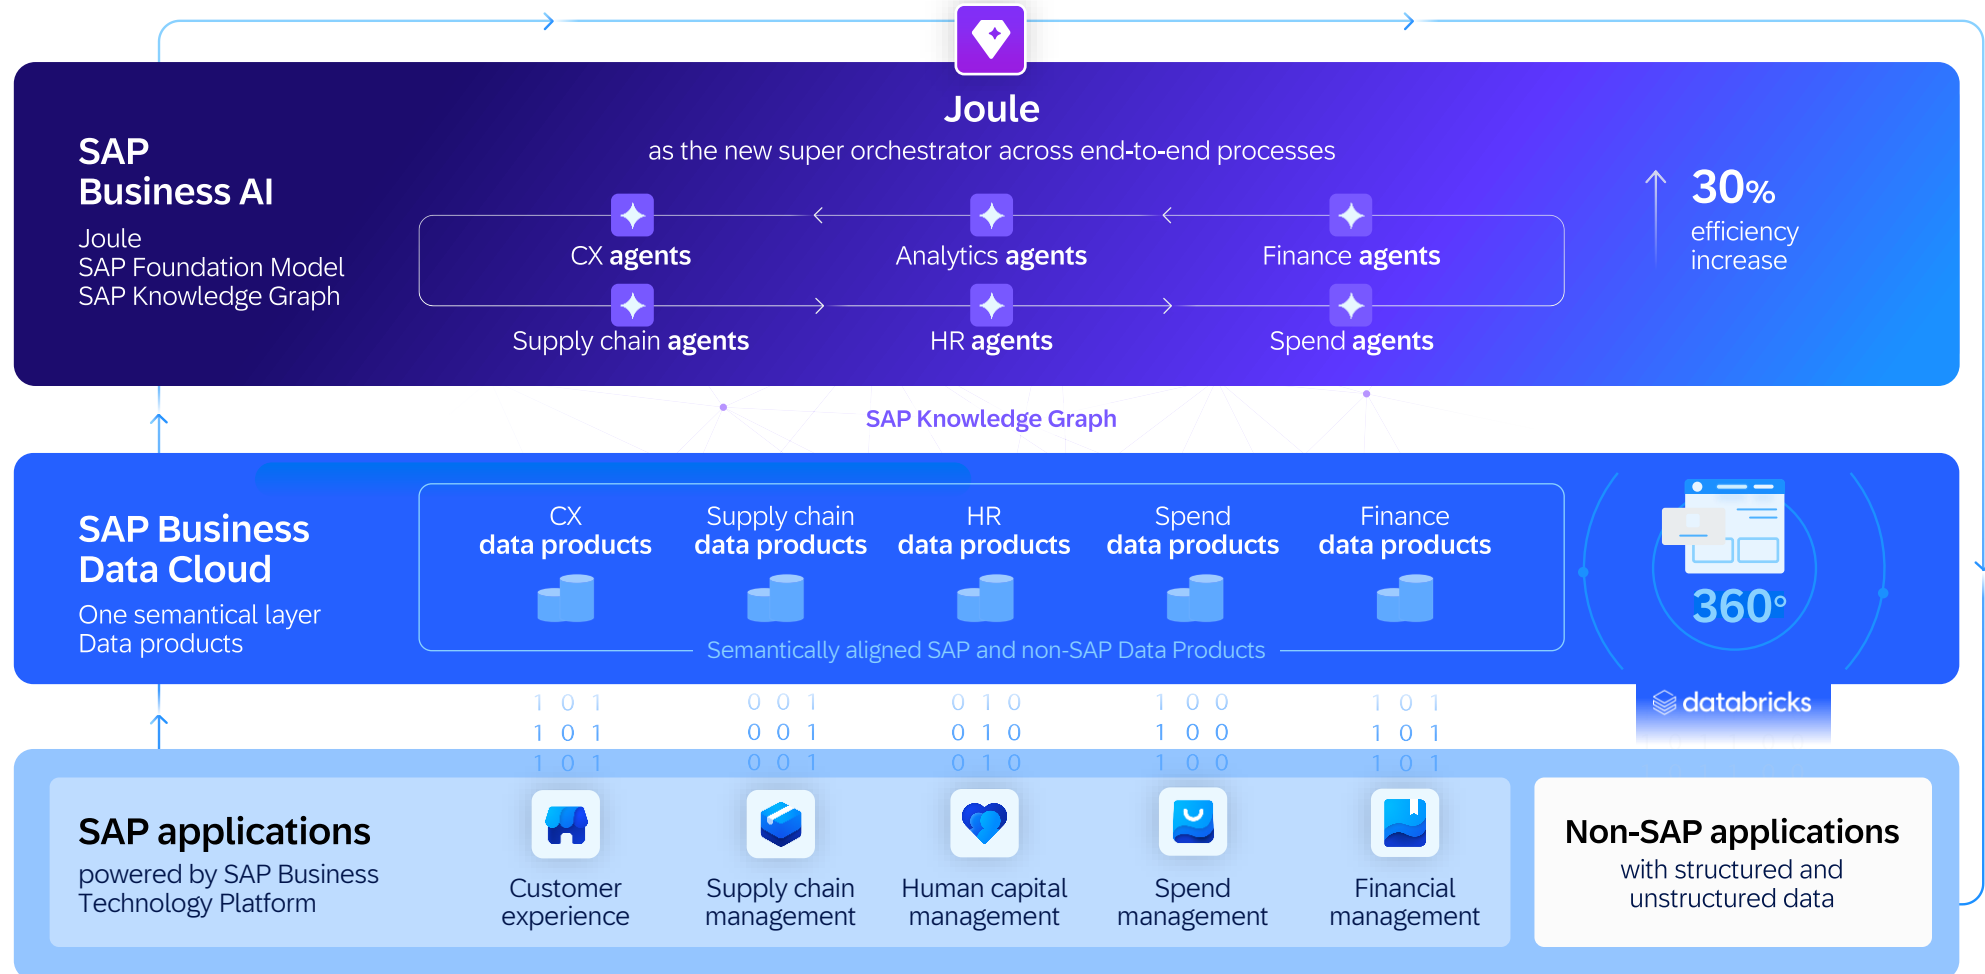 Joule
as the new super orchestrator across end-to-end processes
SAP
Business AI
Joule
SAP Foundation Model
SAP Knowledge Graph
CX agents
Analytics agents
Finance agents
Supply chain agents
HR agents
Spend agents
30%
efficiency
increase
SAP Knowledge Graph
SAP Business
Data Cloud
One semantical layer
Data products
CX
data products
Supply chain
data products
HR
data products
Spend
data products
Finance
data products
Semantically aligned SAP and non-SAP Data Products
360°
databricks
1 0 1
0 0 1
0 1 0
1 0 0
1 0 1
1 0 1
0 0 1
0 1 0
1 0 0
1 0 1
1 0 1
0 0 1
0 1 0
1 0 0
1 0 1
SAP applications
powered by SAP Business
Technology Platform
Customer
experience
Supply chain
management
Human capital
management
Spend
management
Financial
management
Non-SAP applications
with structured and
unstructured data